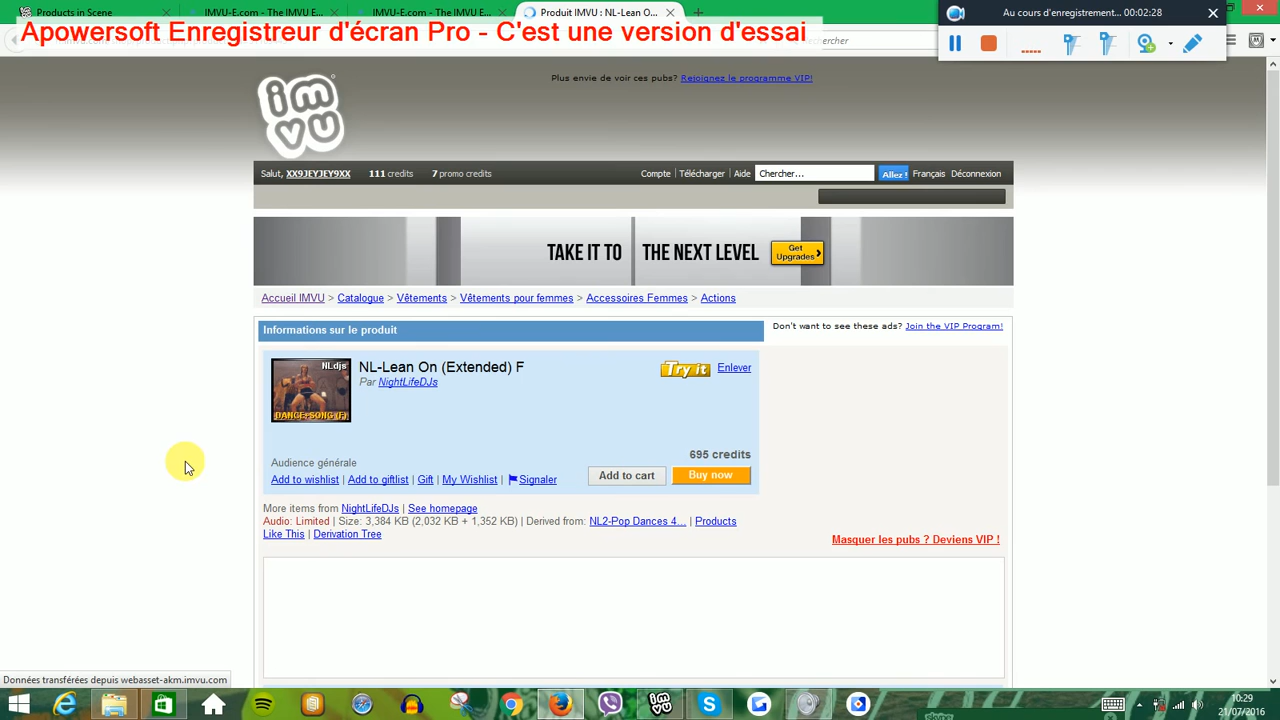 Products in Scene
IMVU-E.com - The IMVU E...
IMVU-E.com - The IMVU E...
Produit IMVU : NL-Lean O...
Apowersoft Enregistreur d'écran Pro - C'est une version d'essai
Au cours d'enregistrement... 00:02:28
Plus envie de voir ces pubs? Rejoignez le programme VIP!
imvu
Salut, XX9JEYJEY9XX 111 credits 7 promo credits Compte Télécharger Aide Chercher... Allez ! Français Déconnexion
TAKE IT TO THE NEXT LEVEL Get Upgrades
Accueil IMVU > Catalogue > Vêtements > Vêtements pour femmes > Accessoires Femmes > Actions
Informations sur le produit
Don't want to see these ads? Join the VIP Program!
NLdjs
DANCE+SONG (F)
NL-Lean On (Extended) F
Par NightLifeDJs
Try it Enlever
695 credits
Audience générale
Add to wishlist | Add to giftlist | Gift | My Wishlist | Signaler
Add to cart Buy now
More items from NightLifeDJs | See homepage
Audio: Limited | Size: 3,384 KB (2,032 KB + 1,352 KB) | Derived from: NL2-Pop Dances 4... | Products
Like This | Derivation Tree
Masquer les pubs ? Deviens VIP !
Données transférées depuis webasset-akm.imvu.com
10:29
21/07/2016